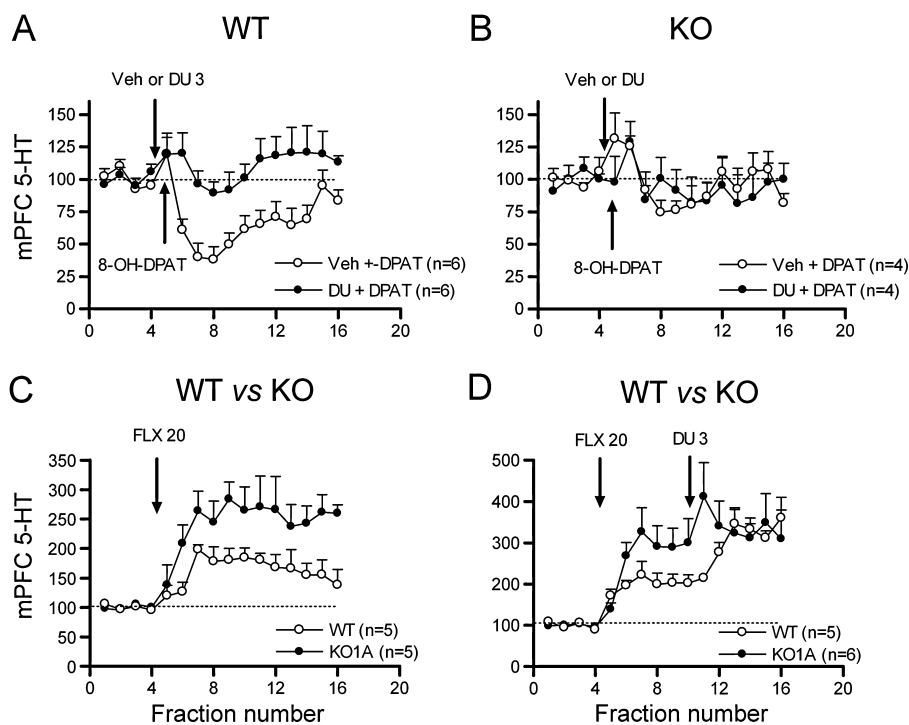 A
WT
Veh or DU 3
mPFC 5-HT
150
125
100
75
50
25
0
8-OH-DPAT
Veh +-DPAT (n=6)
DU + DPAT (n=6)
0 4 8 12 16 20
B
KO
Veh or DU
150
125
100
75
50
25
0
8-OH-DPAT
Veh + DPAT (n=4)
DU + DPAT (n=4)
0 4 8 12 16 20
C
WT vs KO
FLX 20
mPFC 5-HT
350
300
250
200
150
100
50
0
WT (n=5)
KO1A (n=5)
0 4 8 12 16 20
Fraction number
D
WT vs KO
FLX 20
DU 3
500
400
300
200
100
0
WT (n=5)
KO1A (n=6)
0 4 8 12 16 20
Fraction number